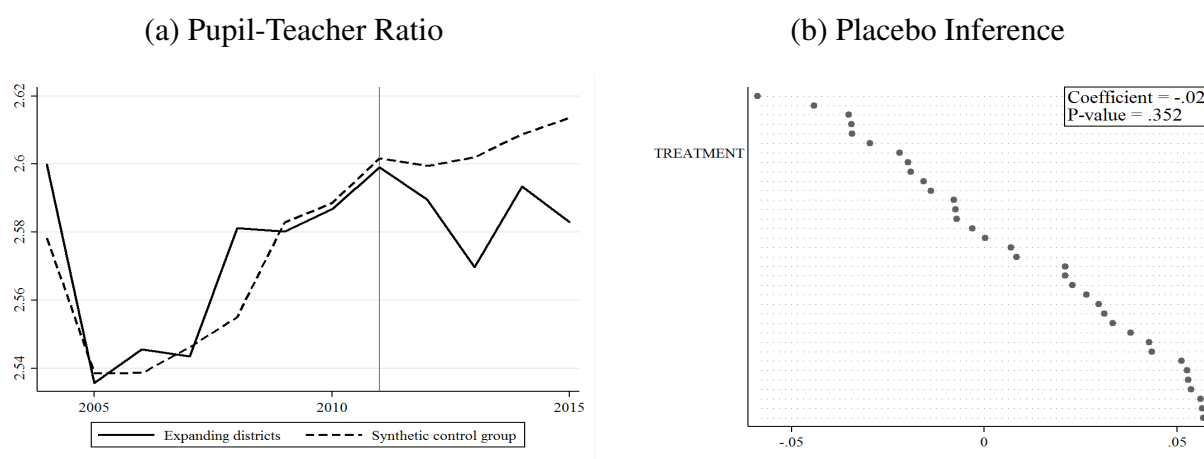 (a) Pupil-Teacher Ratio
2.62
2.6
2.58
2.56
2.54
2005
2010
2015
Expanding districts
Synthetic control group
(b) Placebo Inference
Coefficient = -.02
P-value = .352
TREATMENT
-.05
0
.05